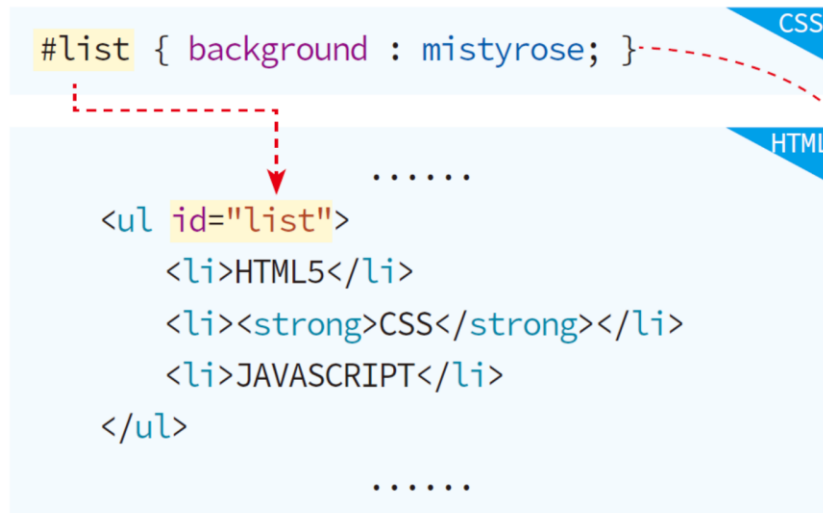 CSS
#list { background : mistyrose; }
HTML
......
<ul id="list">
<li>HTML5</li>
<li><strong>CSS</strong></li>
<li>JAVASCRIPT</li>
</ul>
......